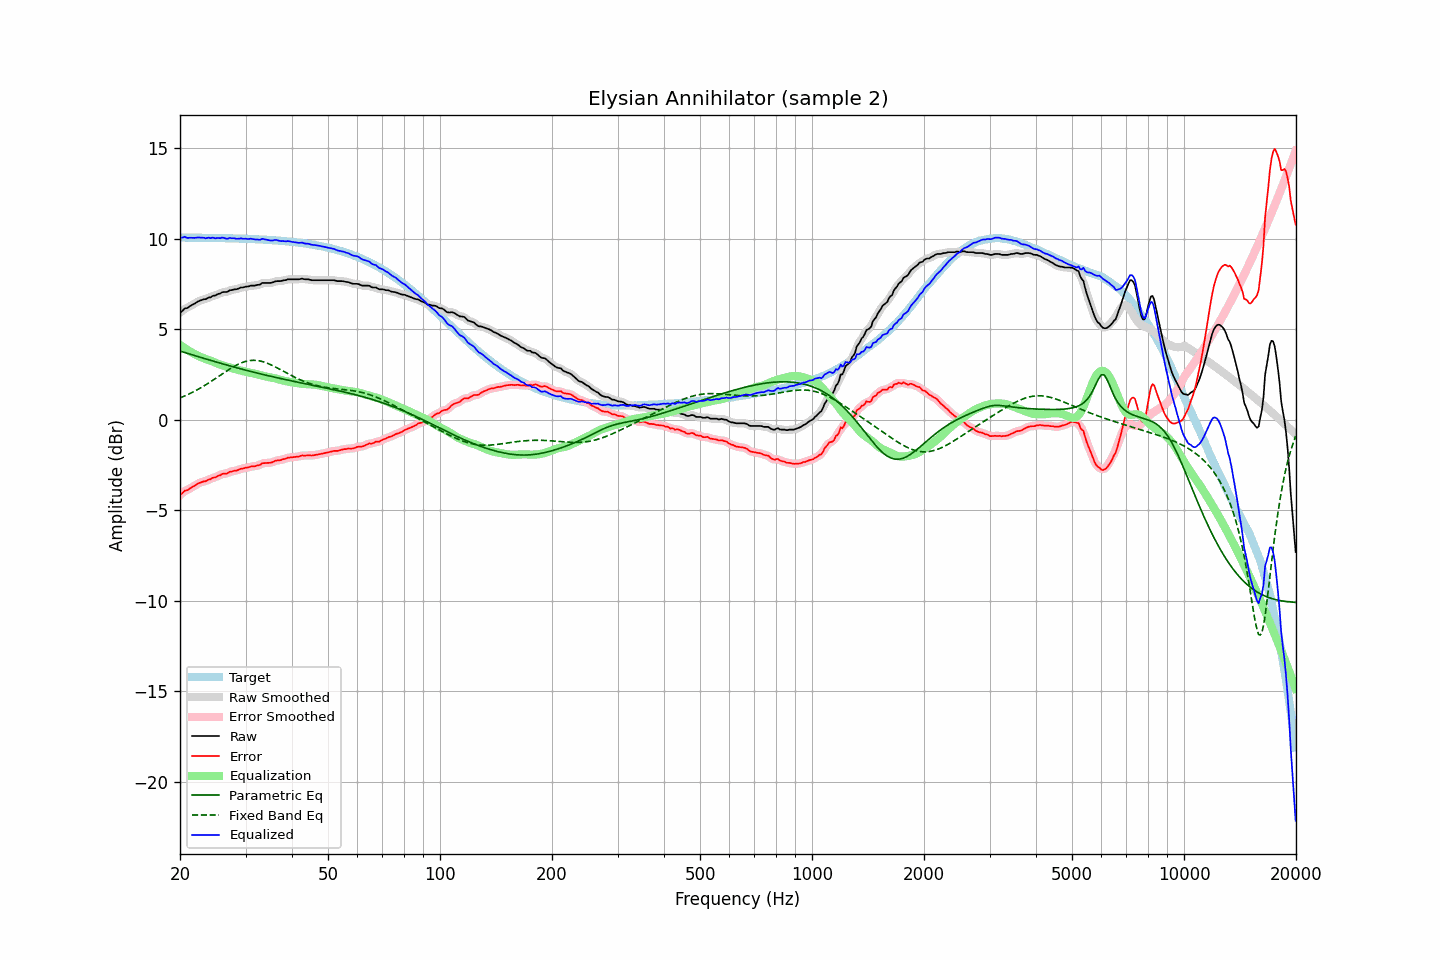 Elysian Annihilator (sample 2)
15
10
5
0
−5
−10
−15
−20
Amplitude (dBr)
Target
Raw Smoothed
Error Smoothed
Raw
Error
Equalization
Parametric Eq
Fixed Band Eq
Equalized
20 50 100 200 500 1000 2000 5000 10000 20000
Frequency (Hz)